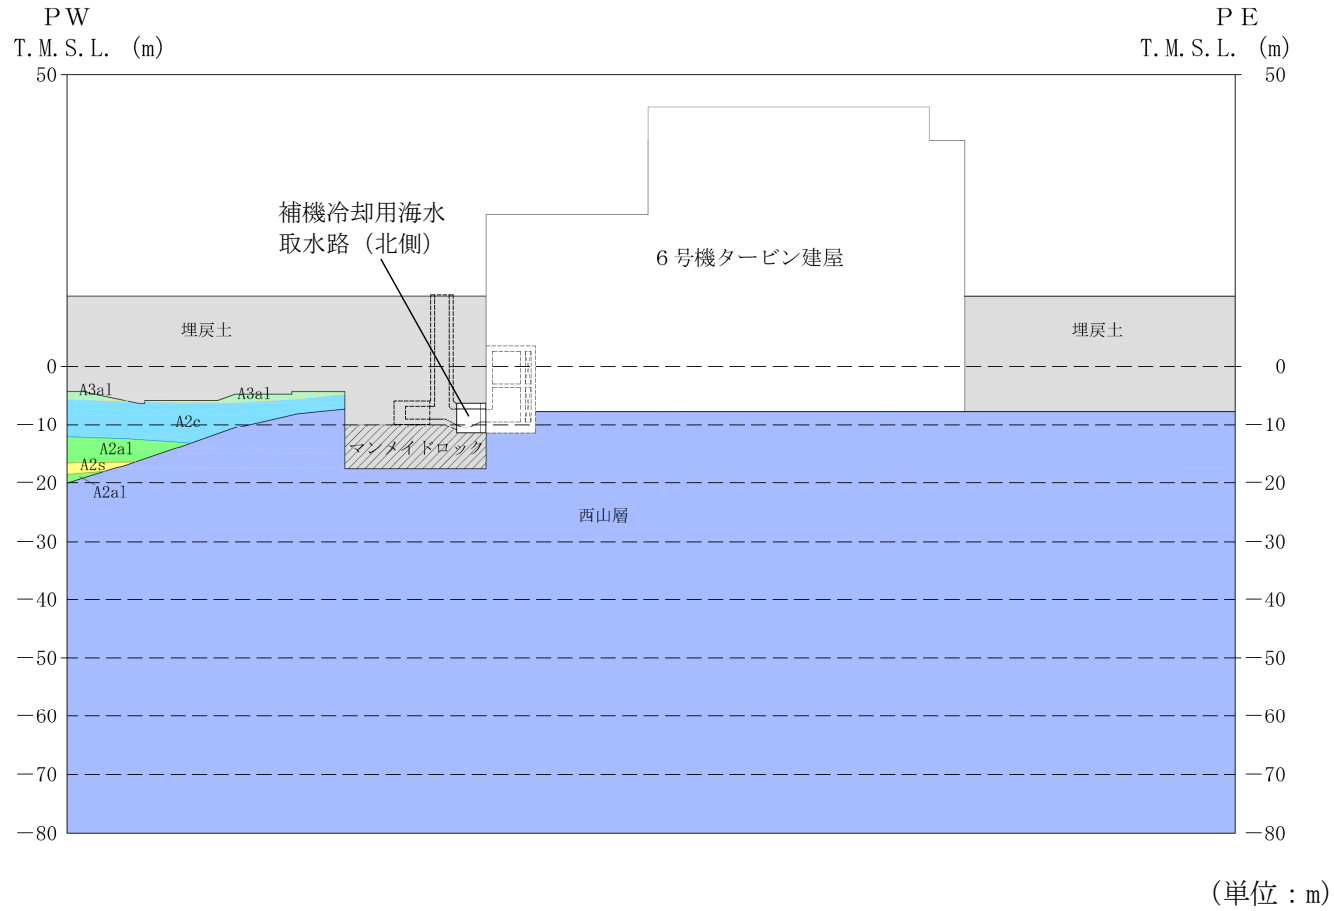 ＰＷ
T.M.S.L. (m)
ＰＥ
T.M.S.L. (m)
50
50
補機冷却用海水
取水路（北側）
６号機タービン建屋
埋戻土
埋戻土
0
0
A3al
A3al
A2c
－10
－10
A2al
マンメイドロック
A2s
－20
－20
A2al
西山層
－30
－30
－40
－40
－50
－50
－60
－60
－70
－70
－80
－80
（単位：m）